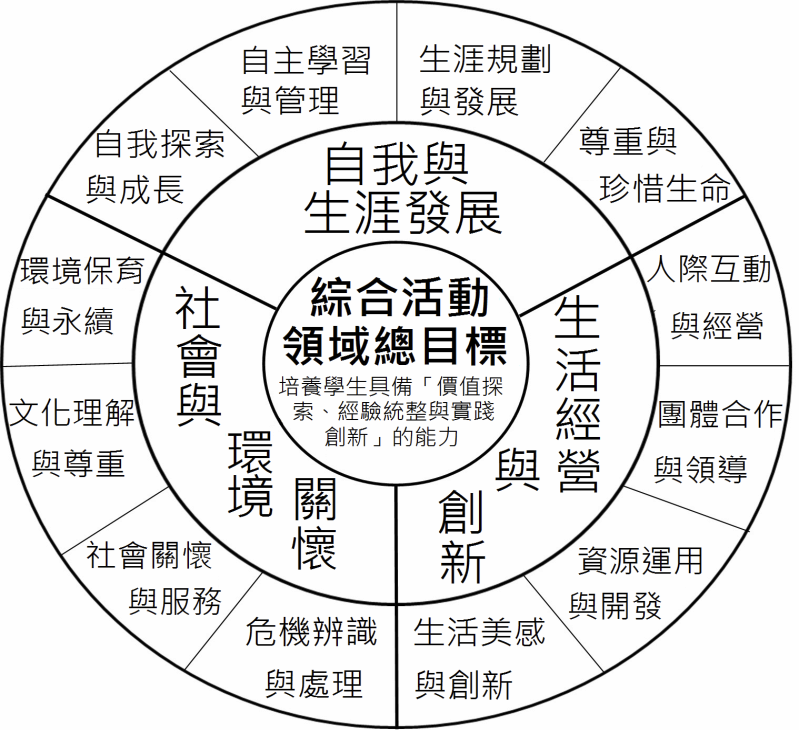 綜合活動
領域總目標
培養學生具備「價值探
索、經驗統整與實踐
創新」的能力
自我與
生涯發展
生活經營
與
創新
社會與
環境
關懷
自我探索
與成長
自主學習
與管理
生涯規劃
與發展
尊重與
珍惜生命
人際互動
與經營
團體合作
與領導
資源運用
與開發
生活美感
與創新
危機辨識
與處理
社會關懷
與服務
文化理解
與尊重
環境保育
與永續